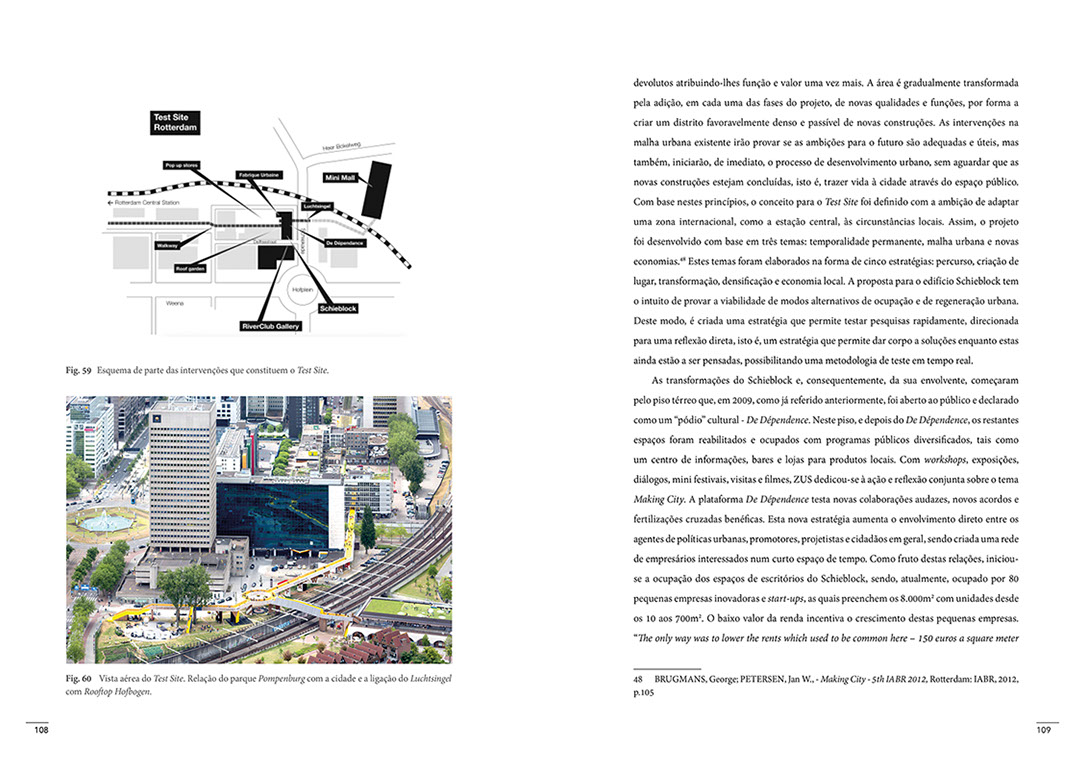 Test Site
Rotterdam
Heer Bokelweg
Pop up stores
Fabrique Urbaine
Mini Mall
Rotterdam Central Station
Luchtsingel
Walkway
Delftsestraat
Schiekade
De Dépendance
Roof garden
Hofplein
Weena
Schieblock
RiverClub Gallery
Fig. 59 Esquema de parte das intervenções que constituem o Test Site.
Fig. 60 Vista aérea do Test Site. Relação do parque Pompenburg com a cidade e a ligação do Luchtsingel
com Rooftop Hofbogen.
108
devolutos atribuindo-lhes função e valor uma vez mais. A área é gradualmente transformada
pela adição, em cada uma das fases do projeto, de novas qualidades e funções, por forma a
criar um distrito favoravelmente denso e passível de novas construções. As intervenções na
malha urbana existente irão provar se as ambições para o futuro são adequadas e úteis, mas
também, iniciarão, de imediato, o processo de desenvolvimento urbano, sem aguardar que as
novas construções estejam concluídas, isto é, trazer vida à cidade através do espaço público.
Com base nestes princípios, o conceito para o Test Site foi definido com a ambição de adaptar
uma zona internacional, como a estação central, às circunstâncias locais. Assim, o projeto
foi desenvolvido com base em três temas: temporalidade permanente, malha urbana e novas
economias.⁴⁸ Estes temas foram elaborados na forma de cinco estratégias: percurso, criação de
lugar, transformação, densificação e economia local. A proposta para o edifício Schieblock tem
o intuito de provar a viabilidade de modos alternativos de ocupação e de regeneração urbana.
Deste modo, é criada uma estratégia que permite testar pesquisas rapidamente, direcionada
para uma reflexão direta, isto é, um estratégia que permite dar corpo a soluções enquanto estas
ainda estão a ser pensadas, possibilitando uma metodologia de teste em tempo real.
As transformações do Schieblock e, consequentemente, da sua envolvente, começaram
pelo piso térreo que, em 2009, como já referido anteriormente, foi aberto ao público e declarado
como um “pódio” cultural - De Dépendance. Neste piso, e depois do De Dépendance, os restantes
espaços foram reabilitados e ocupados com programas públicos diversificados, tais como
um centro de informações, bares e lojas para produtos locais. Com workshops, exposições,
diálogos, mini festivais, visitas e filmes, ZUS dedicou-se à ação e reflexão conjunta sobre o tema
Making City. A plataforma De Dépendance testa novas colaborações audazes, novos acordos e
fertilizações cruzadas benéficas. Esta nova estratégia aumenta o envolvimento direto entre os
agentes de políticas urbanas, promotores, projetistas e cidadãos em geral, sendo criada uma rede
de empresários interessados num curto espaço de tempo. Como fruto destas relações, iniciou-
se a ocupação dos espaços de escritórios do Schieblock, sendo, atualmente, ocupado por 80
pequenas empresas inovadoras e start-ups, as quais preenchem os 8.000m² com unidades desde
os 10 aos 700m². O baixo valor da renda incentiva o crescimento destas pequenas empresas.
“The only way was to lower the rents which used to be common here – 150 euros a square meter
48 BRUGMANS, George; PETERSEN, Jan W., - Making City - 5th IABR 2012, Rotterdam: IABR, 2012,
p.105
109